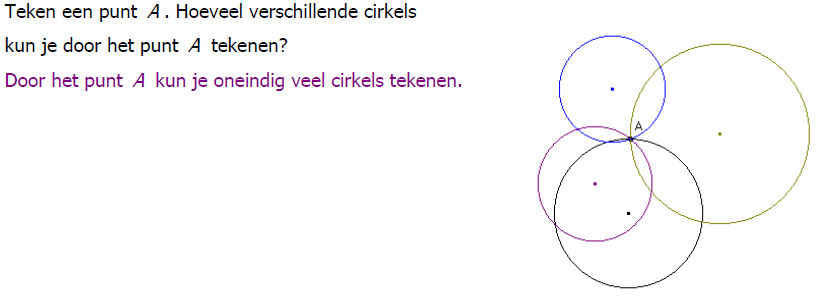 Teken een punt A. Hoeveel verschillende cirkels
kun je door het punt A tekenen?
Door het punt A kun je oneindig veel cirkels tekenen.
A